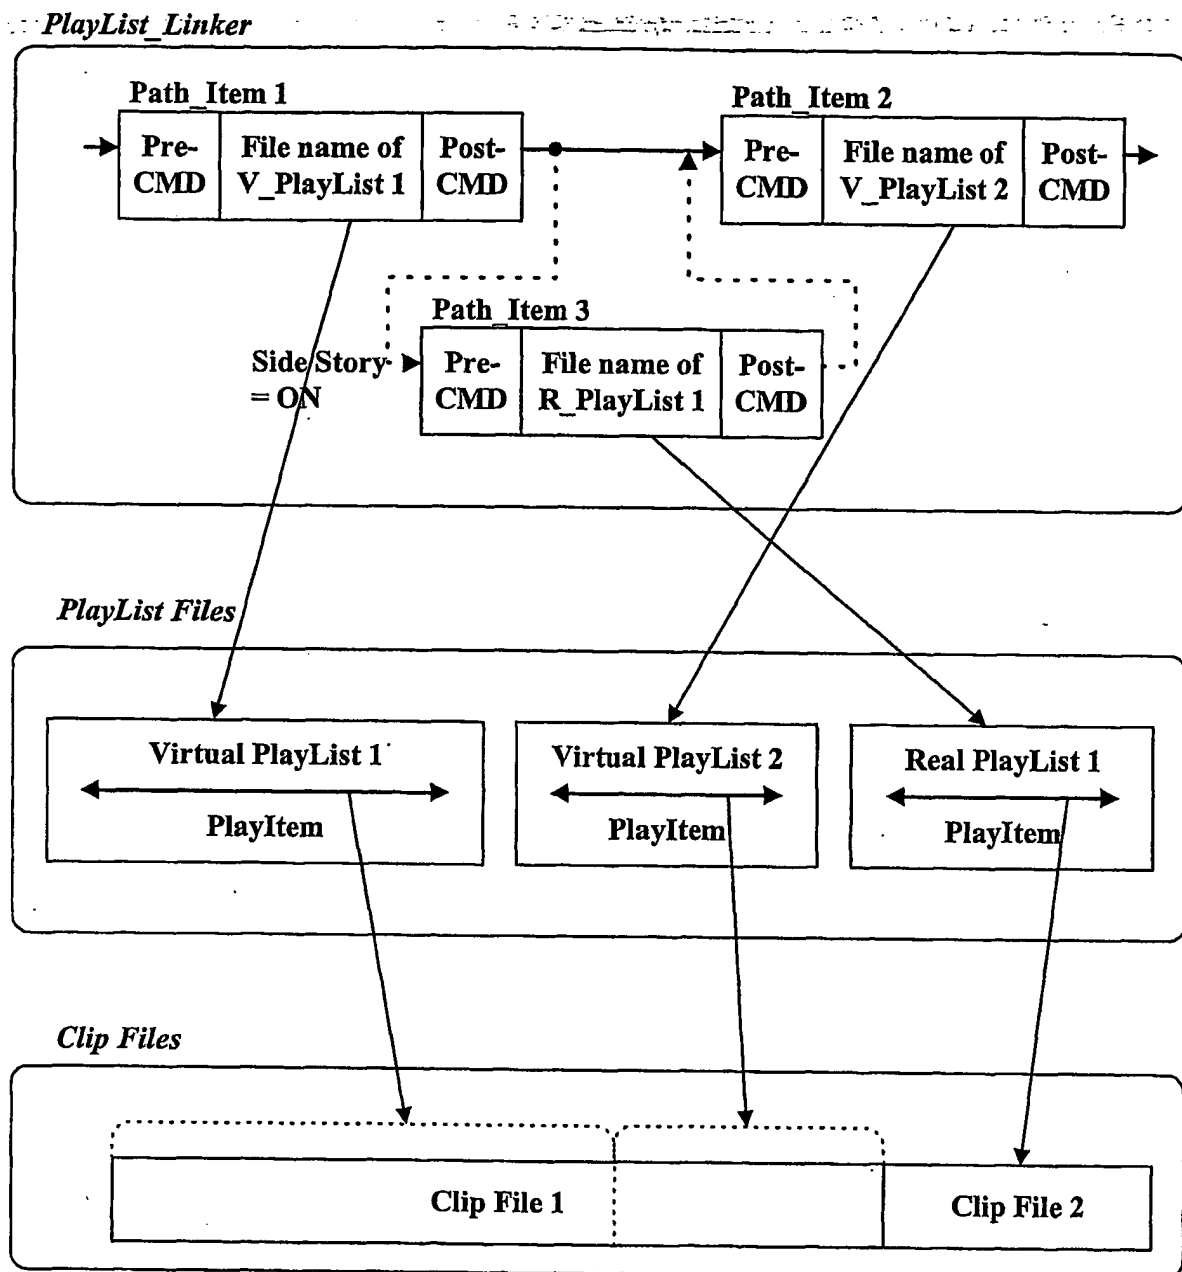 PlayList_Linker
Path_Item 1
Pre-
CMD
File name of
V_PlayList 1
Post-
CMD
Path_Item 2
Pre-
CMD
File name of
V_PlayList 2
Post-
CMD
Path_Item 3
Side Story
= ON
Pre-
CMD
File name of
R_PlayList 1
Post-
CMD
PlayList Files
Virtual PlayList 1
PlayItem
Virtual PlayList 2
PlayItem
Real PlayList 1
PlayItem
Clip Files
Clip File 1
Clip File 2